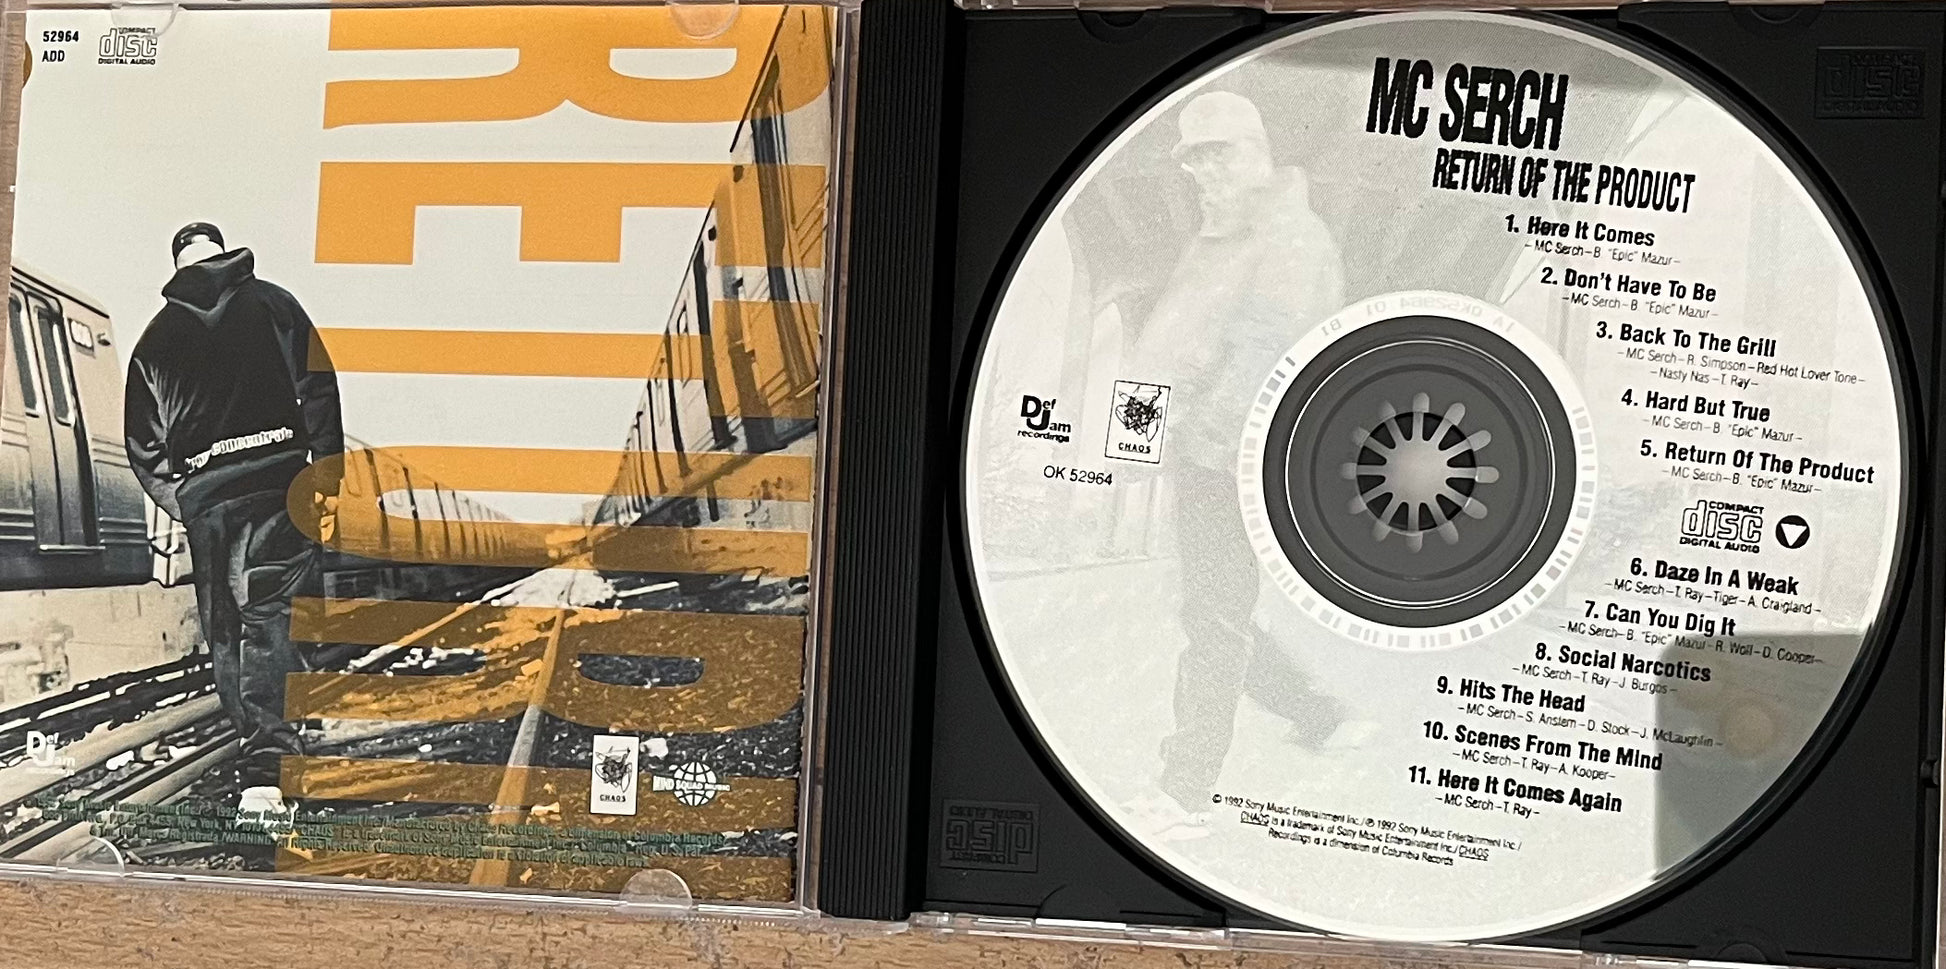 52964
ADD
COMPACT
disc
DIGITAL AUDIO
RETURN
Def
Jam
recordings
CHAOS
MC SERCH
RETURN OF THE PRODUCT
1. Here It Comes
–MC Serch–B. "Epic" Mazur–
2. Don't Have To Be
–MC Serch–B. "Epic" Mazur–
3. Back To The Grill
–MC Serch–R. Simpson–Red Hot Lover Tone–
–Nasty Nas–T. Ray–
4. Hard But True
–MC Serch–B. "Epic" Mazur–
5. Return Of The Product
–MC Serch–B. "Epic" Mazur–
Def
Jam
recordings
CHAOS
OK 52964
COMPACT
disc
DIGITAL AUDIO
6. Daze In A Weak
–MC Serch–T. Ray–Tiger–A. Craigland–
7. Can You Dig It
–MC Serch–B. "Epic" Mazur–R. Wolf–D. Cooper–
8. Social Narcotics
–MC Serch–T. Ray–J. Burgos–
9. Hits The Head
–MC Serch–S. Anslem–D. Stock–J. McLaughlin–
10. Scenes From The Mind
–MC Serch–T. Ray–A. Kooper–
11. Here It Comes Again
–MC Serch–T. Ray–
© 1992 Sony Music Entertainment Inc./ ℗ 1992 Sony Music Entertainment Inc./
CHAOS is a trademark of Sony Music Entertainment Inc./CHAOS
Recordings is a dimension of Columbia Records